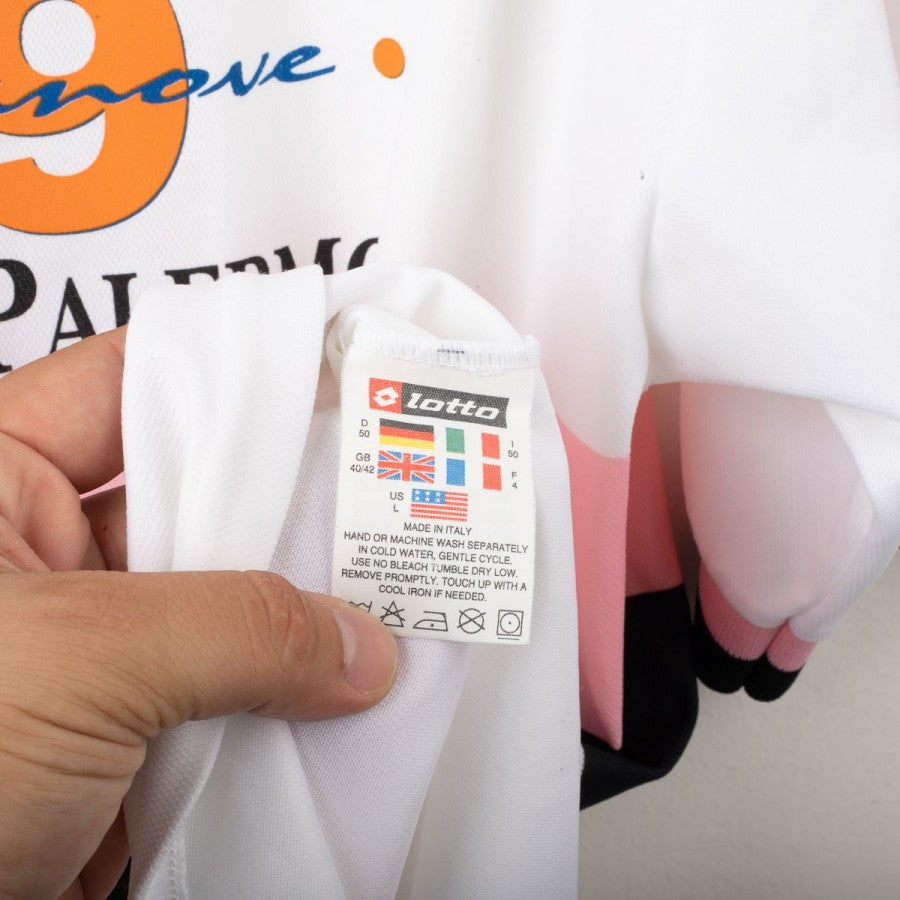 9
nove
PALERMO
lotto
D
50
I
50
GB
40/42
F
4
US
L
MADE IN ITALY
HAND OR MACHINE WASH SEPARATELY
IN COLD WATER, GENTLE CYCLE.
USE NO BLEACH TUMBLE DRY LOW.
REMOVE PROMPTLY. TOUCH UP WITH A
COOL IRON IF NEEDED.